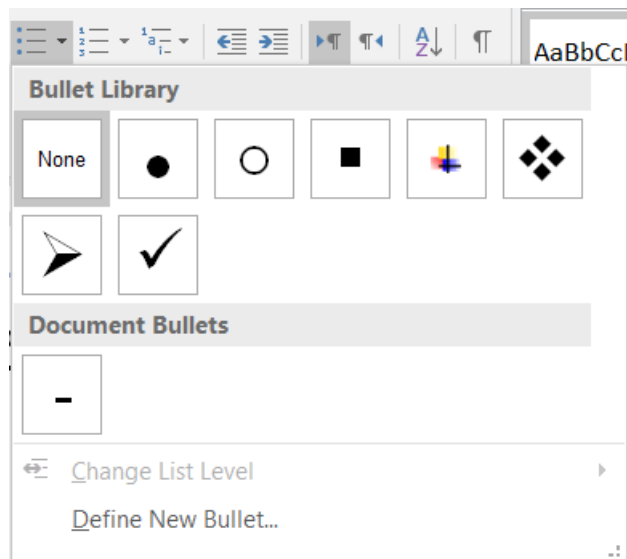 AaBbCcI
Bullet Library
None
Document Bullets
Change List Level
Define New Bullet...